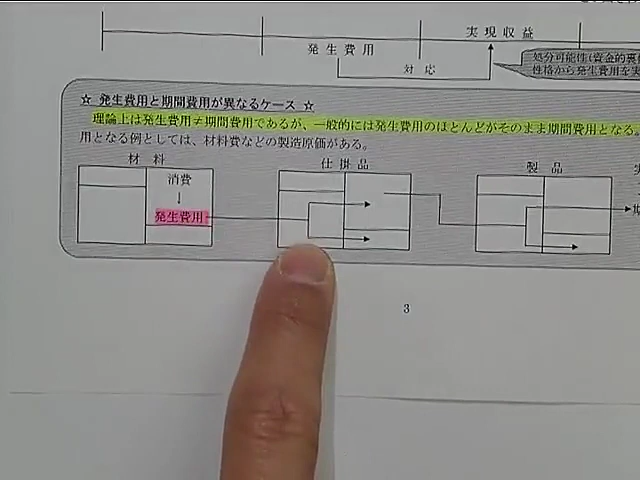 実現収益
発生費用
対応
処分可能性(資金的裏
性格から発生費用を実
☆ 発生費用と期間費用が異なるケース ☆
理論上は発生費用≠期間費用であるが、一般的には発生費用のほとんどがそのまま期間費用となる。
用となる例としては、材料費などの製造原価がある。
材料 仕掛品 製品
消費
↓
発生費用
3